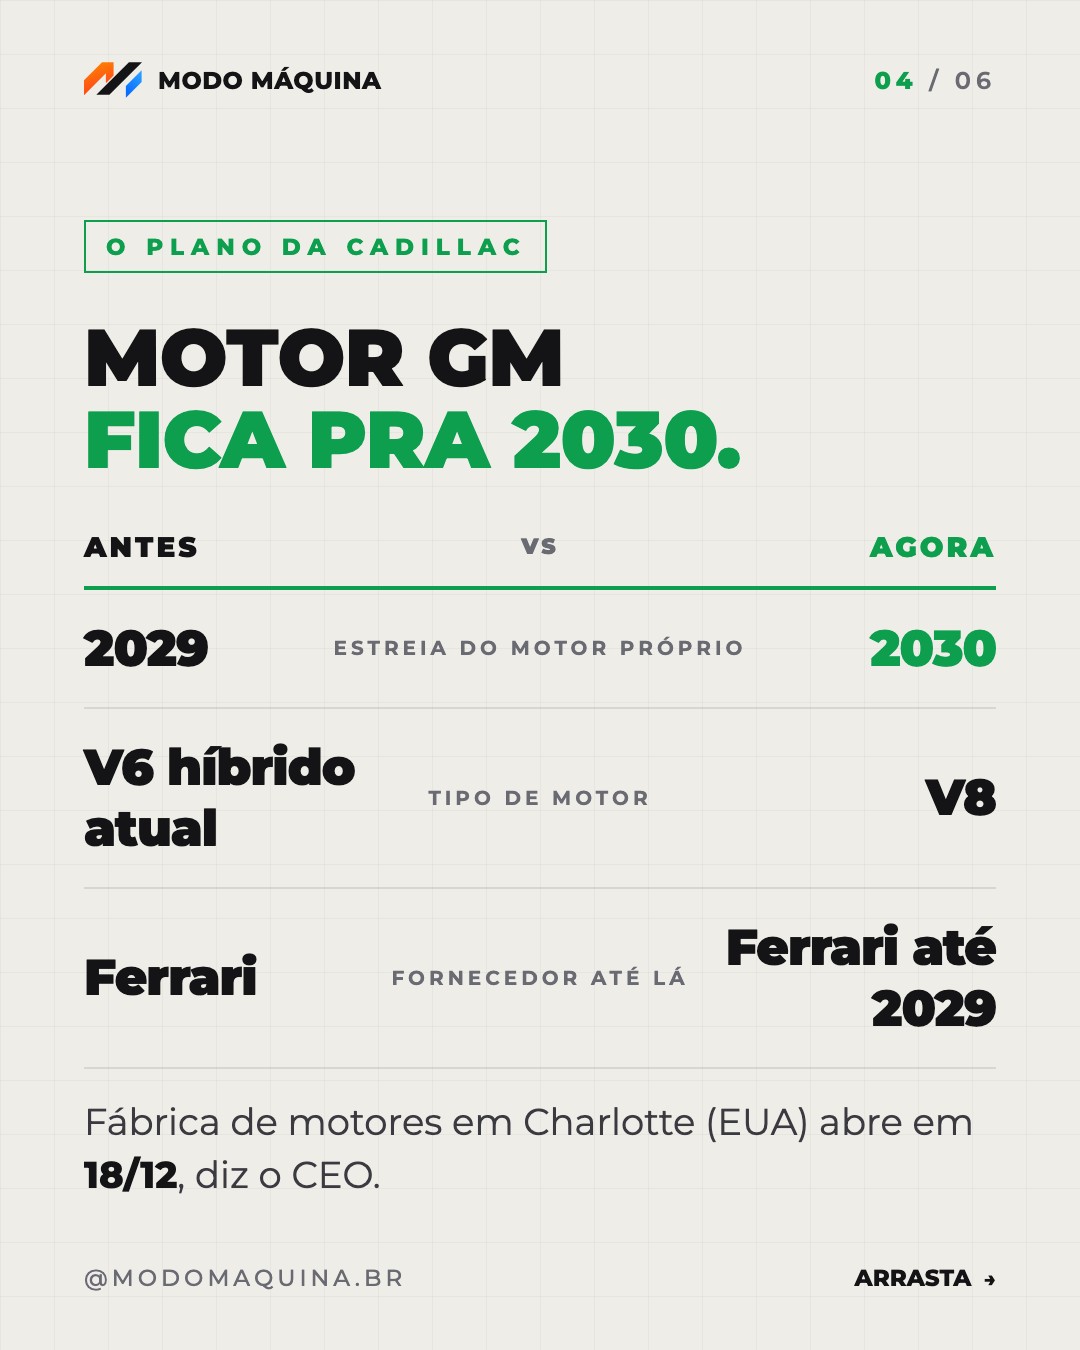 MODO MÁQUINA
04 / 06
O PLANO DA CADILLAC
MOTOR GM
FICA PRA 2030.
ANTES VS AGORA
2029 ESTREIA DO MOTOR PRÓPRIO 2030
V6 híbrido
atual
TIPO DE MOTOR
V8
Ferrari
FORNECEDOR ATÉ LÁ
Ferrari até
2029
Fábrica de motores em Charlotte (EUA) abre em
18/12, diz o CEO.
@MODOMAQUINA.BR
ARRASTA →